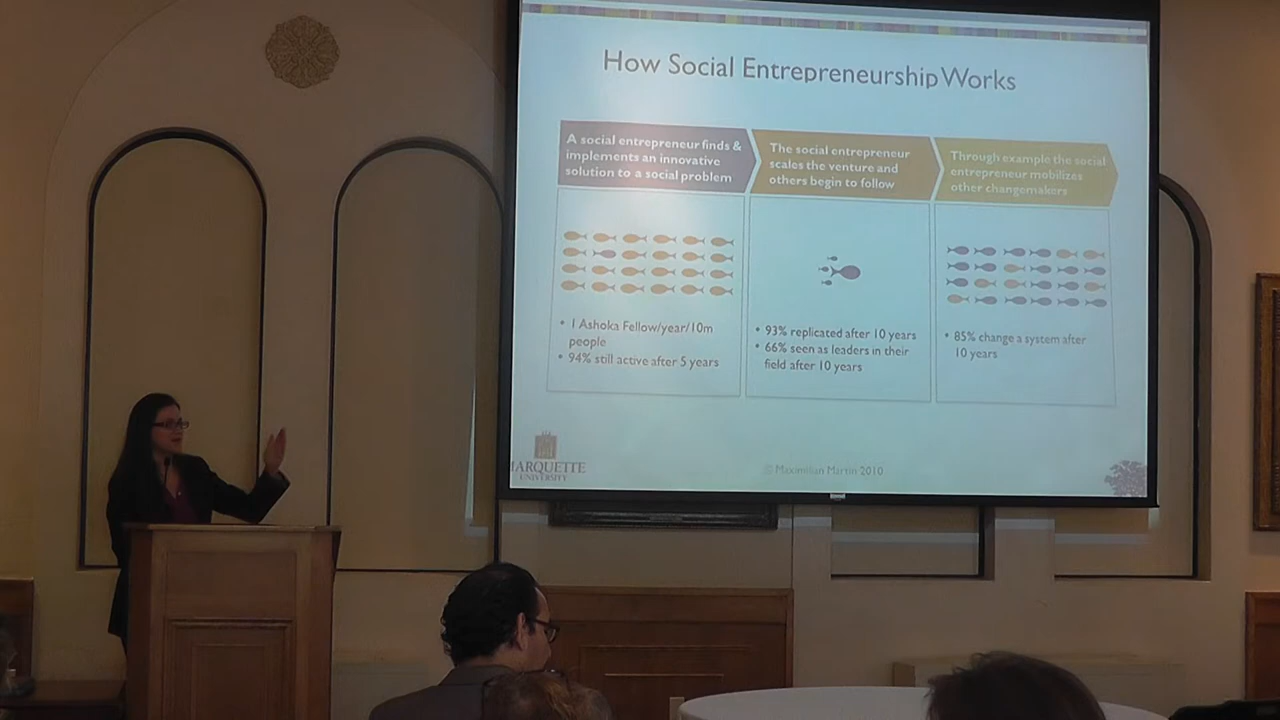 How Social Entrepreneurship Works
A social entrepreneur finds &
implements an innovative
solution to a social problem
The social entrepreneur
scales the venture and
others begin to follow
Through example the social
entrepreneur mobilizes
other changemakers
• 1 Ashoka Fellow/year/10m
people
• 94% still active after 5 years
• 93% replicated after 10 years
• 66% seen as leaders in their
field after 10 years
• 85% change a system after
10 years
MARQUETTE
UNIVERSITY
© Maximilian Martin 2010